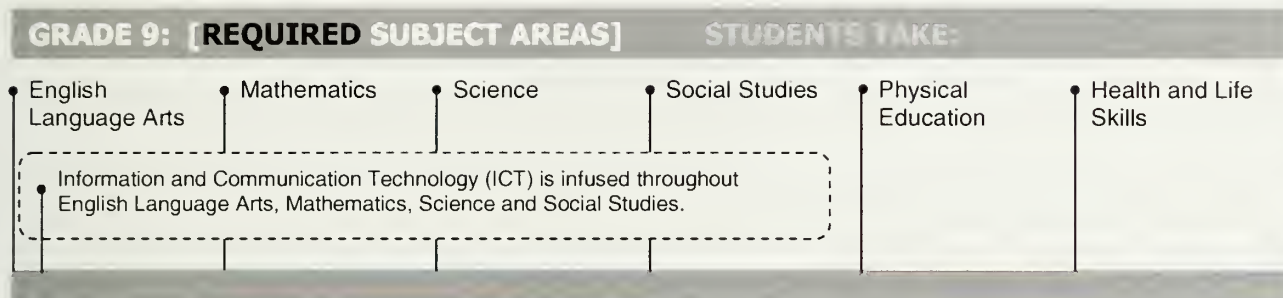 GRADE 9: [REQUIRED SUBJECT AREAS] STUDENTS TAKE:
English
Language Arts
Mathematics
Science
Social Studies
Physical
Education
Health and Life
Skills
Information and Communication Technology (ICT) is infused throughout
English Language Arts, Mathematics, Science and Social Studies.